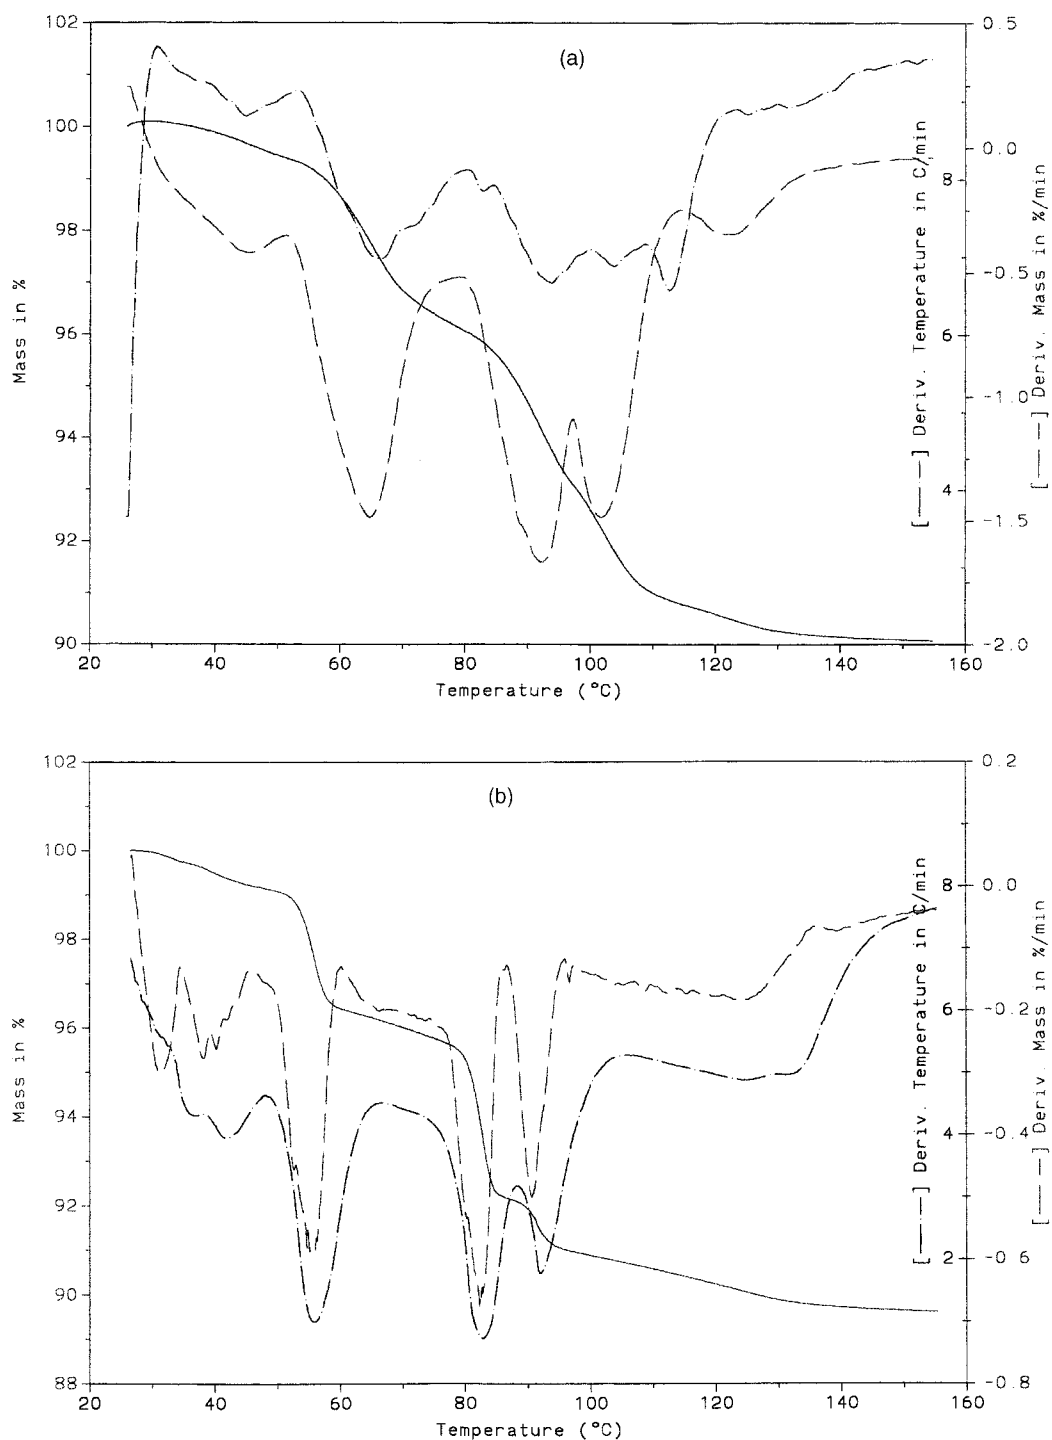 (a)
102
100
98
96
94
92
90
Mass in %
20 40 60 80 100 120 140 160
Temperature (°C)
8
6
4
[—·—] Deriv. Temperature in C/min
0.5
0.0
-0.5
-1.0
-1.5
-2.0
[— —] Deriv. Mass in %/min
(b)
102
100
98
96
94
92
90
88
Mass in %
20 40 60 80 100 120 140 160
Temperature (°C)
8
6
4
2
[—·—] Deriv. Temperature in C/min
0.2
0.0
-0.2
-0.4
-0.6
-0.8
[— —] Deriv. Mass in %/min